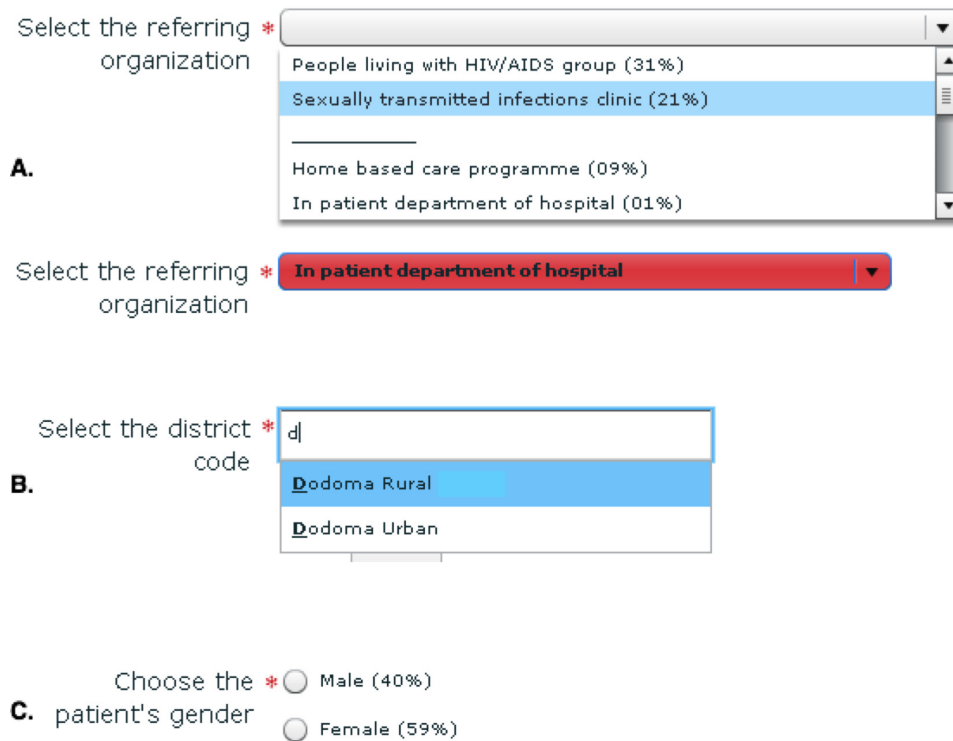 Select the referring *
organization
People living with HIV/AIDS group (31%)
Sexually transmitted infections clinic (21%)
A.
Home based care programme (09%)
In patient department of hospital (01%)
Select the referring * In patient department of hospital
organization
Select the district * d
code
B.
Dodoma Rural
Dodoma Urban
Choose the * Male (40%)
C. patient's gender
Female (59%)